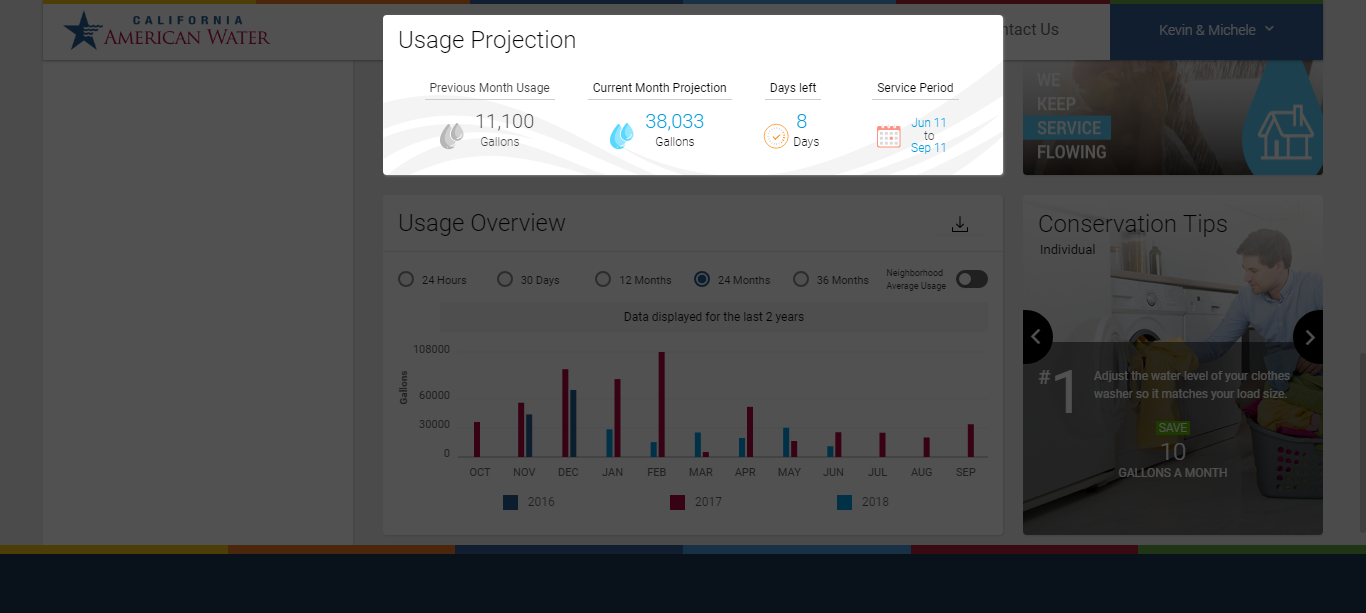 CALIFORNIA
AMERICAN WATER
ntact Us
Kevin & Michele
Usage Projection
Previous Month Usage
11,100
Gallons
Current Month Projection
38,033
Gallons
Days left
8
Days
Service Period
Jun 11
to
Sep 11
WE
KEEP
SERVICE
FLOWING
Usage Overview
24 Hours
30 Days
12 Months
24 Months
36 Months
Neighborhood
Average Usage
Data displayed for the last 2 years
Gallons
108000
60000
30000
0
OCT NOV DEC JAN FEB MAR APR MAY JUN JUL AUG SEP
2016 2017 2018
Conservation Tips
Individual
#1
Adjust the water level of your clothes
washer so it matches your load size.
SAVE
10
GALLONS A MONTH